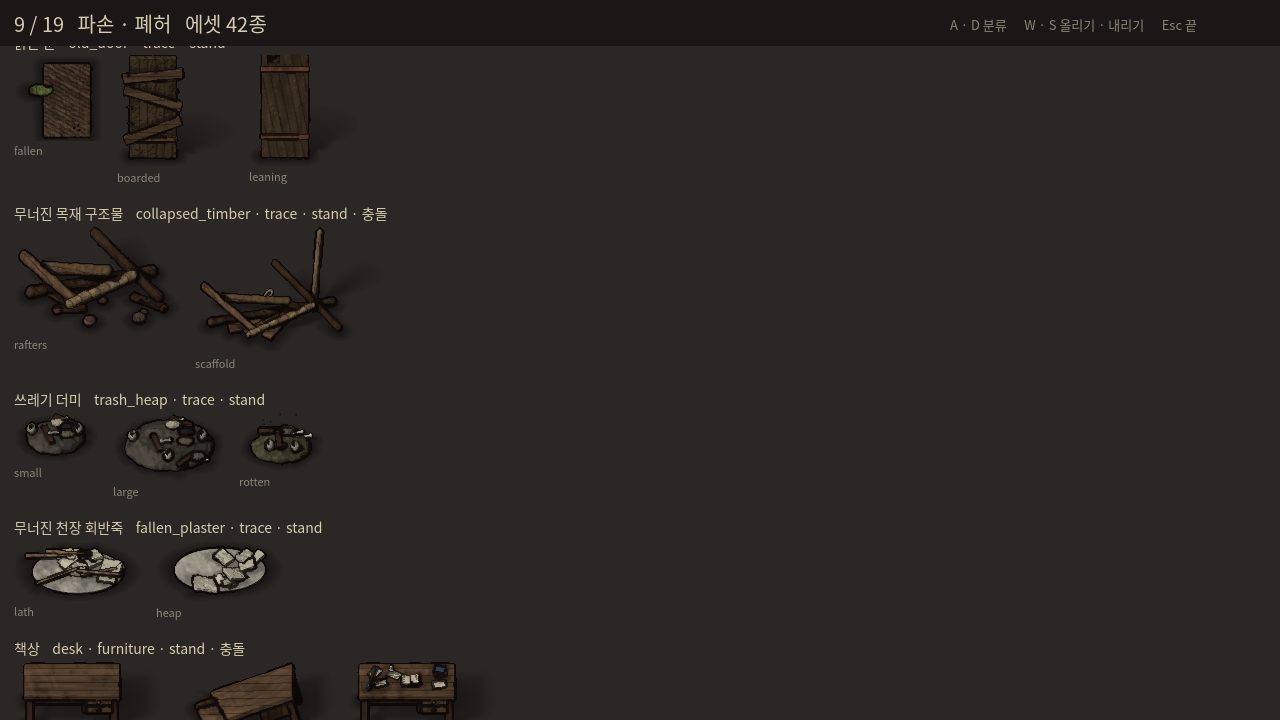 9 / 19 파손 · 폐허 에셋 42종
A · D 분류 W · S 올리기 · 내리기 Esc 끝
fallen
boarded
leaning
무너진 목재 구조물 collapsed_timber · trace · stand · 충돌
rafters
scaffold
쓰레기 더미 trash_heap · trace · stand
small
large
rotten
무너진 천장 회반죽 fallen_plaster · trace · stand
lath
heap
책상 desk · furniture · stand · 충돌